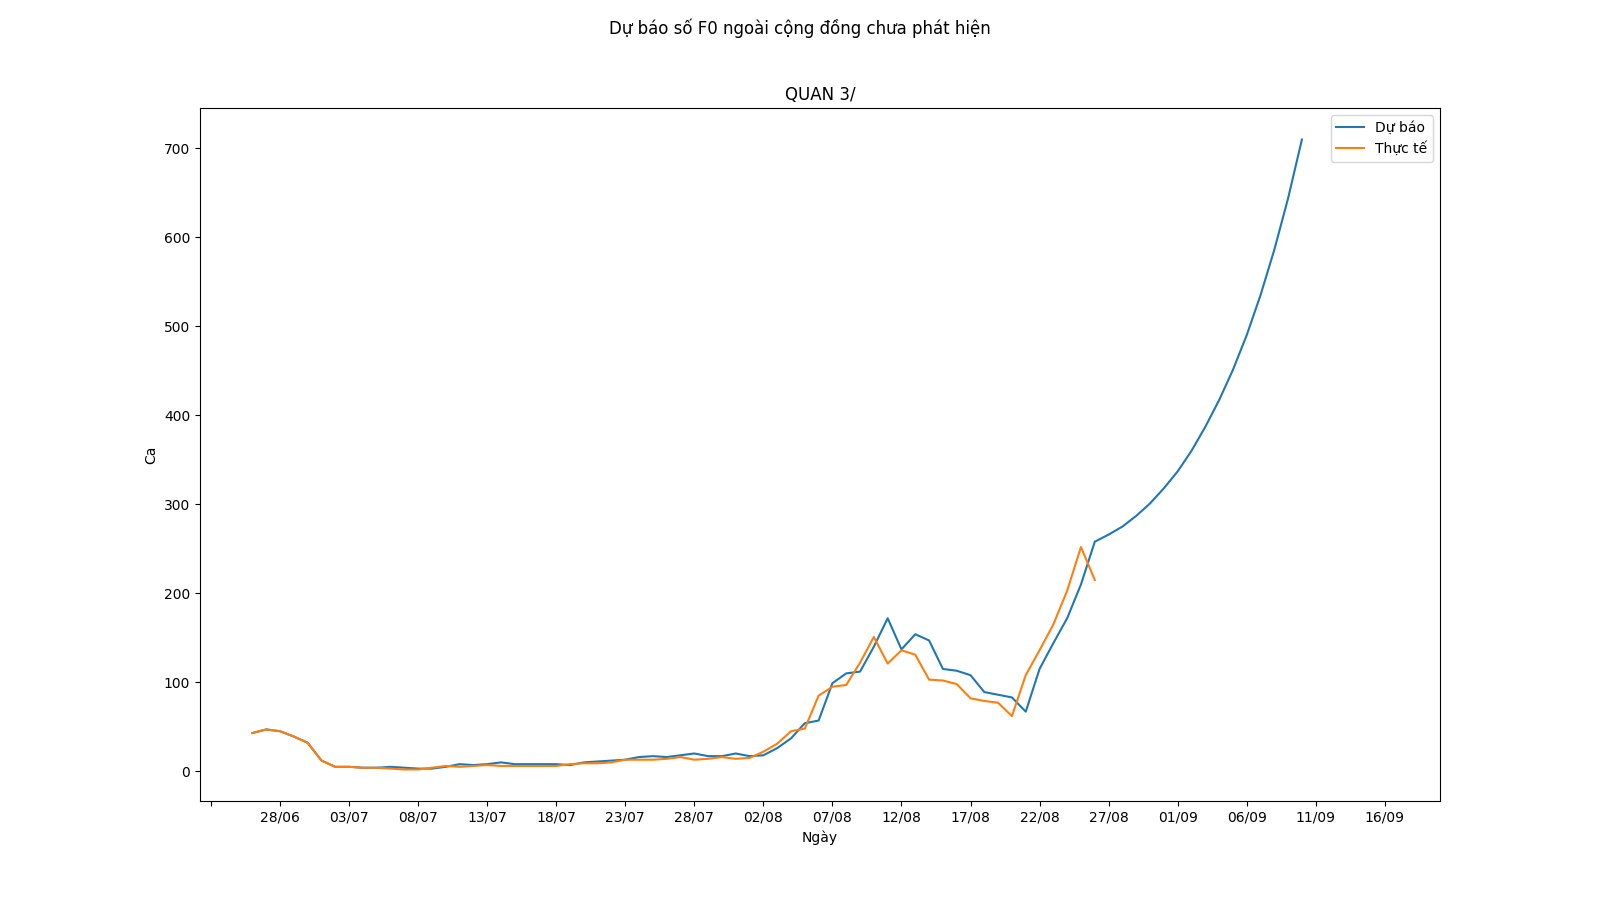 Dự báo số F0 ngoài cộng đồng chưa phát hiện
QUAN 3/
Dự báo
Thực tế
700
600
500
400
300
200
100
0
Ca
28/06 03/07 08/07 13/07 18/07 23/07 28/07 02/08 07/08 12/08 17/08 22/08 27/08 01/09 06/09 11/09 16/09
Ngày